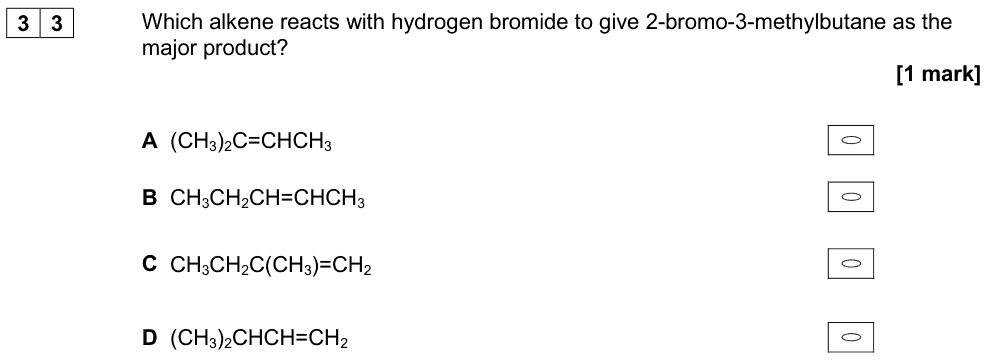 3 3 Which alkene reacts with hydrogen bromide to give 2-bromo-3-methylbutane as the
major product?
[1 mark]
A (CH₃)₂C=CHCH₃
B CH₃CH₂CH=CHCH₃
C CH₃CH₂C(CH₃)=CH₂
D (CH₃)₂CHCH=CH₂